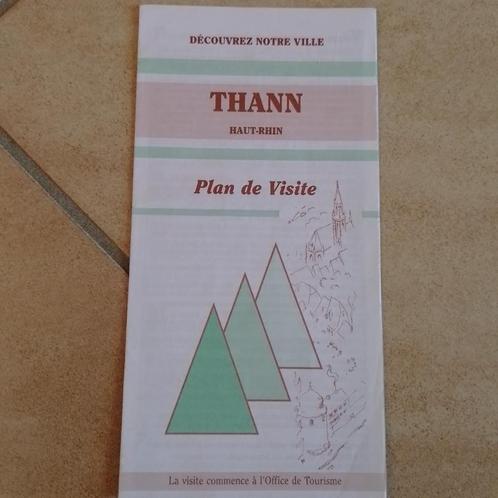 DÉCOUVREZ NOTRE VILLE
THANN
HAUT-RHIN
Plan de Visite
La visite commence à l'Office de Tourisme